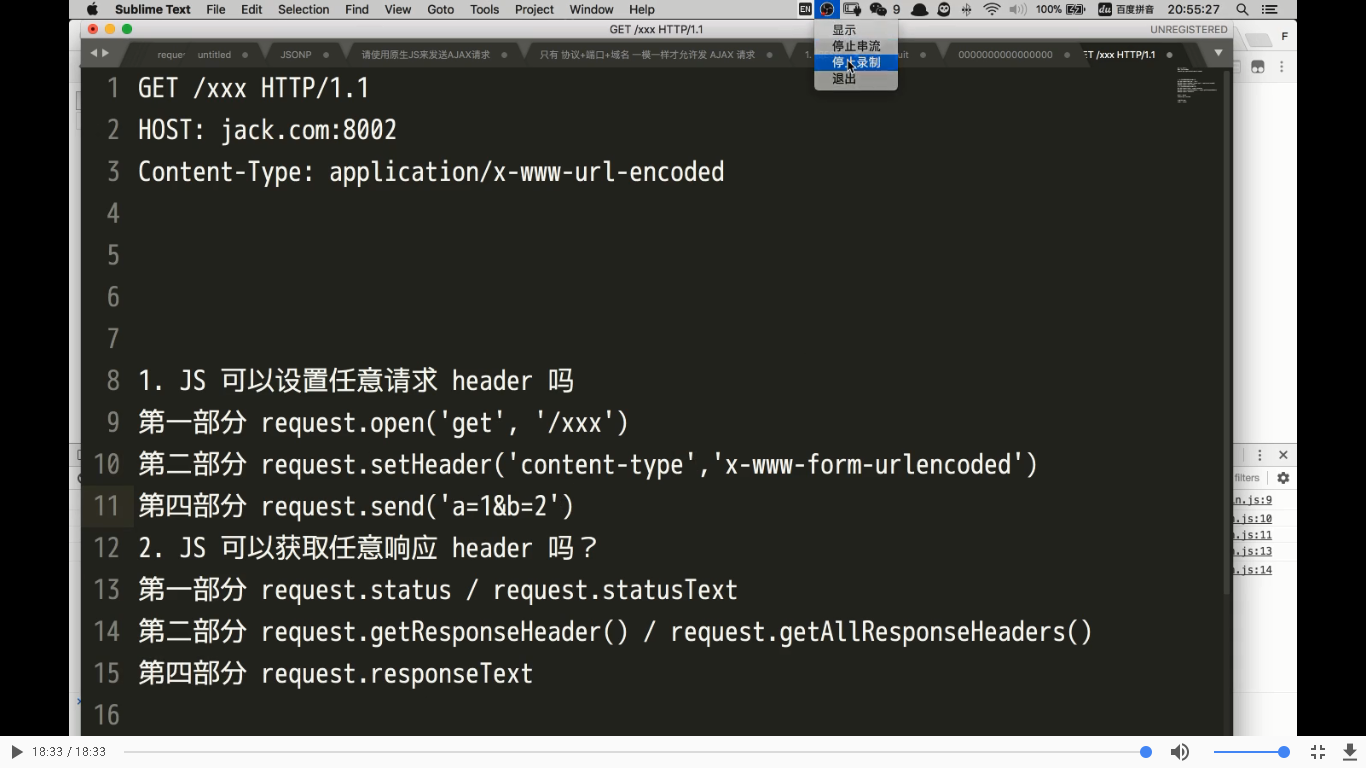 Sublime Text File Edit Selection Find View Goto Tools Project Window Help EN 9 100% du 百度拼音 20:55:27
显示
停止串流
停止录制
退出
GET /xxx HTTP/1.1 UNREGISTERED
F
reque untitled JSONP 请使用原生JS来发送AJAX请求 只有 协议+端口+域名 一模一样才允许发 AJAX 请求 1. uit 0000000000000000 ET /xxx HTTP/1.1
1 GET /xxx HTTP/1.1
2 HOST: jack.com:8002
3 Content-Type: application/x-www-url-encoded
4
5
6
7
8 1. JS 可以设置任意请求 header 吗
9 第一部分 request.open('get', '/xxx')
10 第二部分 request.setHeader('content-type','x-www-form-urlencoded')
11 第四部分 request.send('a=1&b=2')
12 2. JS 可以获取任意响应 header 吗？
13 第一部分 request.status / request.statusText
14 第二部分 request.getResponseHeader() / request.getAllResponseHeaders()
15 第四部分 request.responseText
16
filters
in.js:9
n.js:10
n.js:11
n.js:13
n.js:14
18:33 / 18:33